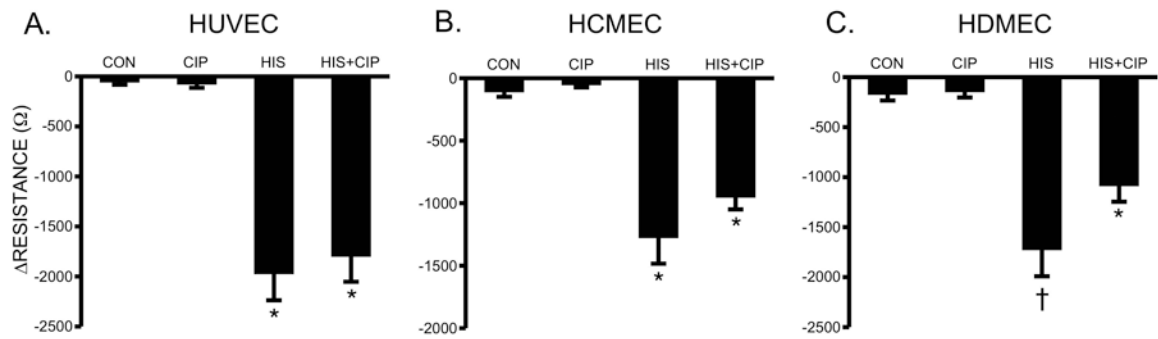 A. HUVEC
CON CIP HIS HIS+CIP
0
-500
-1000
-1500
-2000
-2500
ΔRESISTANCE (Ω)
* *
B. HCMEC
CON CIP HIS HIS+CIP
0
-500
-1000
-1500
-2000
* *
C. HDMEC
CON CIP HIS HIS+CIP
0
-500
-1000
-1500
-2000
-2500
† *